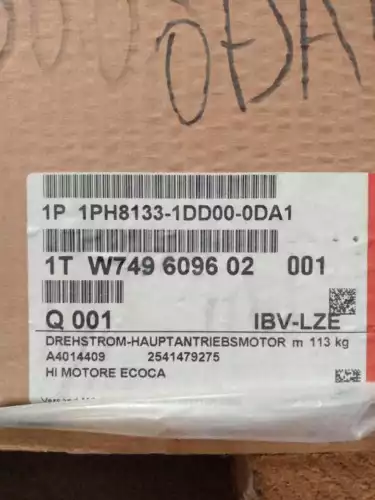 1P 1PH8133-1DD00-0DA1
1T W749 6096 02 001
Q 001 IBV-LZE
DREHSTROM-HAUPTANTRIEBSMOTOR m 113 kg
A4014409 2541479275
HI MOTORE ECOCA